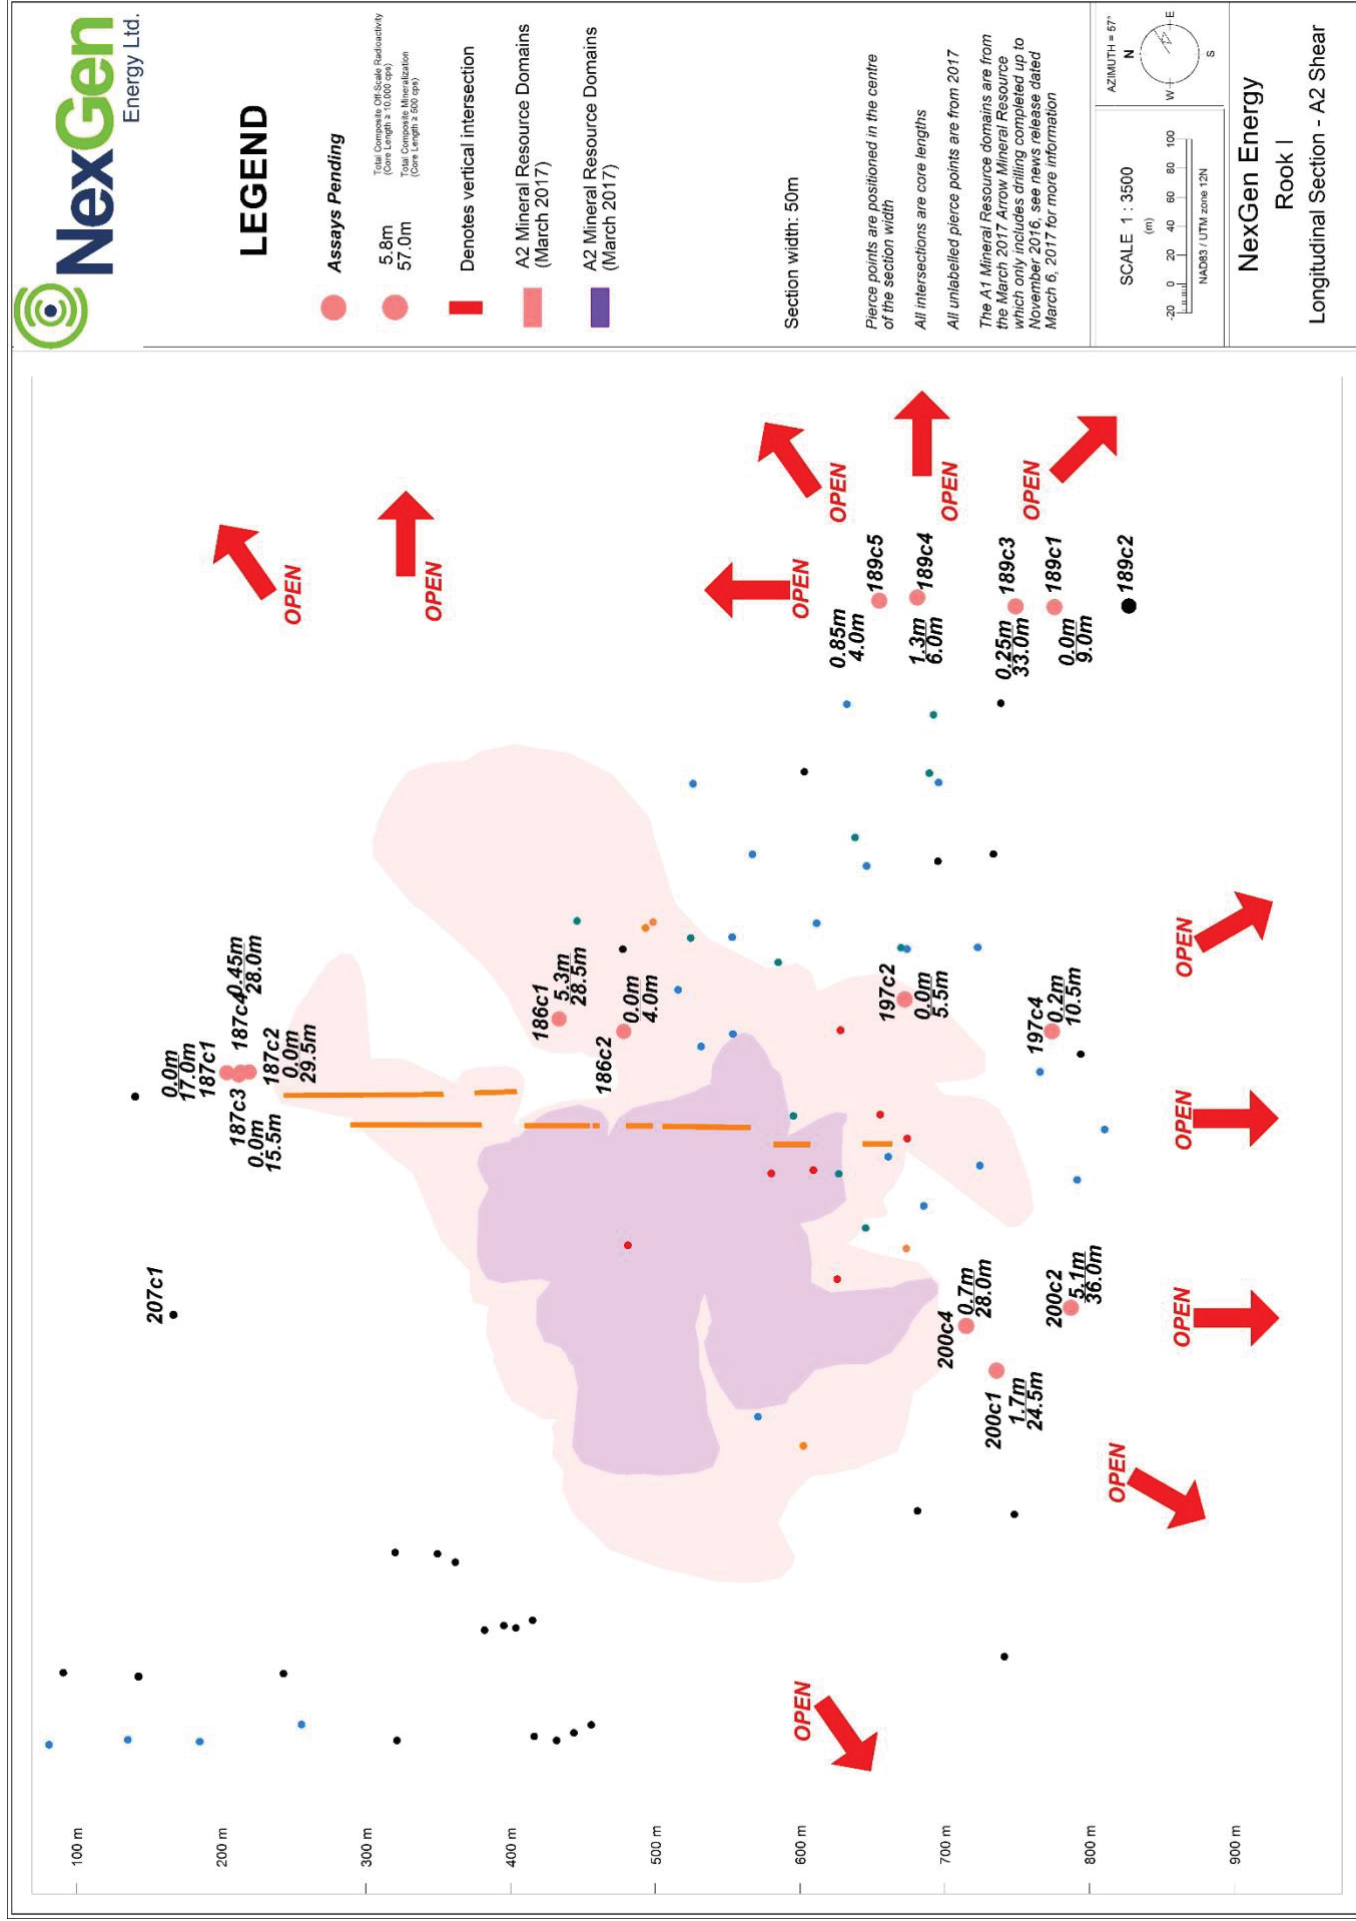 NexGen
Energy Ltd.
LEGEND
Assays Pending
5.8m
57.0m
Total Composite Off-Scale Radioactivity
(Core Length ≥ 10,000 cps)
Total Composite Mineralization
(Core Length ≥ 500 cps)
Denotes vertical intersection
A2 Mineral Resource Domains
(March 2017)
A2 Mineral Resource Domains
(March 2017)
Section width: 50m
Pierce points are positioned in the centre
of the section width
All intersections are core lengths
All unlabelled pierce points are from 2017
The A1 Mineral Resource domains are from
the March 2017 Arrow Mineral Resource
which only includes drilling completed up to
November 2016, see news release dated
March 6, 2017 for more information
SCALE 1 : 3500
(m)
-20 0 20 40 60 80 100
NAD83 / UTM zone 12N
AZIMUTH = 57°
N
E
S
W
NexGen Energy
Rook I
Longitudinal Section - A2 Shear
100 m
200 m
300 m
400 m
500 m
600 m
700 m
800 m
900 m
207c1
0.0m
17.0m
187c1
187c4
0.45m
28.0m
187c3
0.0m
15.5m
187c2
0.0m
29.5m
186c1
5.3m
28.5m
186c2
0.0m
4.0m
197c2
0.0m
5.5m
197c4
0.2m
10.5m
200c4
0.7m
28.0m
200c1
1.7m
24.5m
200c2
5.1m
36.0m
0.85m
4.0m
189c5
1.3m
6.0m
189c4
0.25m
33.0m
189c3
0.0m
9.0m
189c1
189c2
OPEN
OPEN
OPEN
OPEN
OPEN
OPEN
OPEN
OPEN
OPEN
OPEN
OPEN